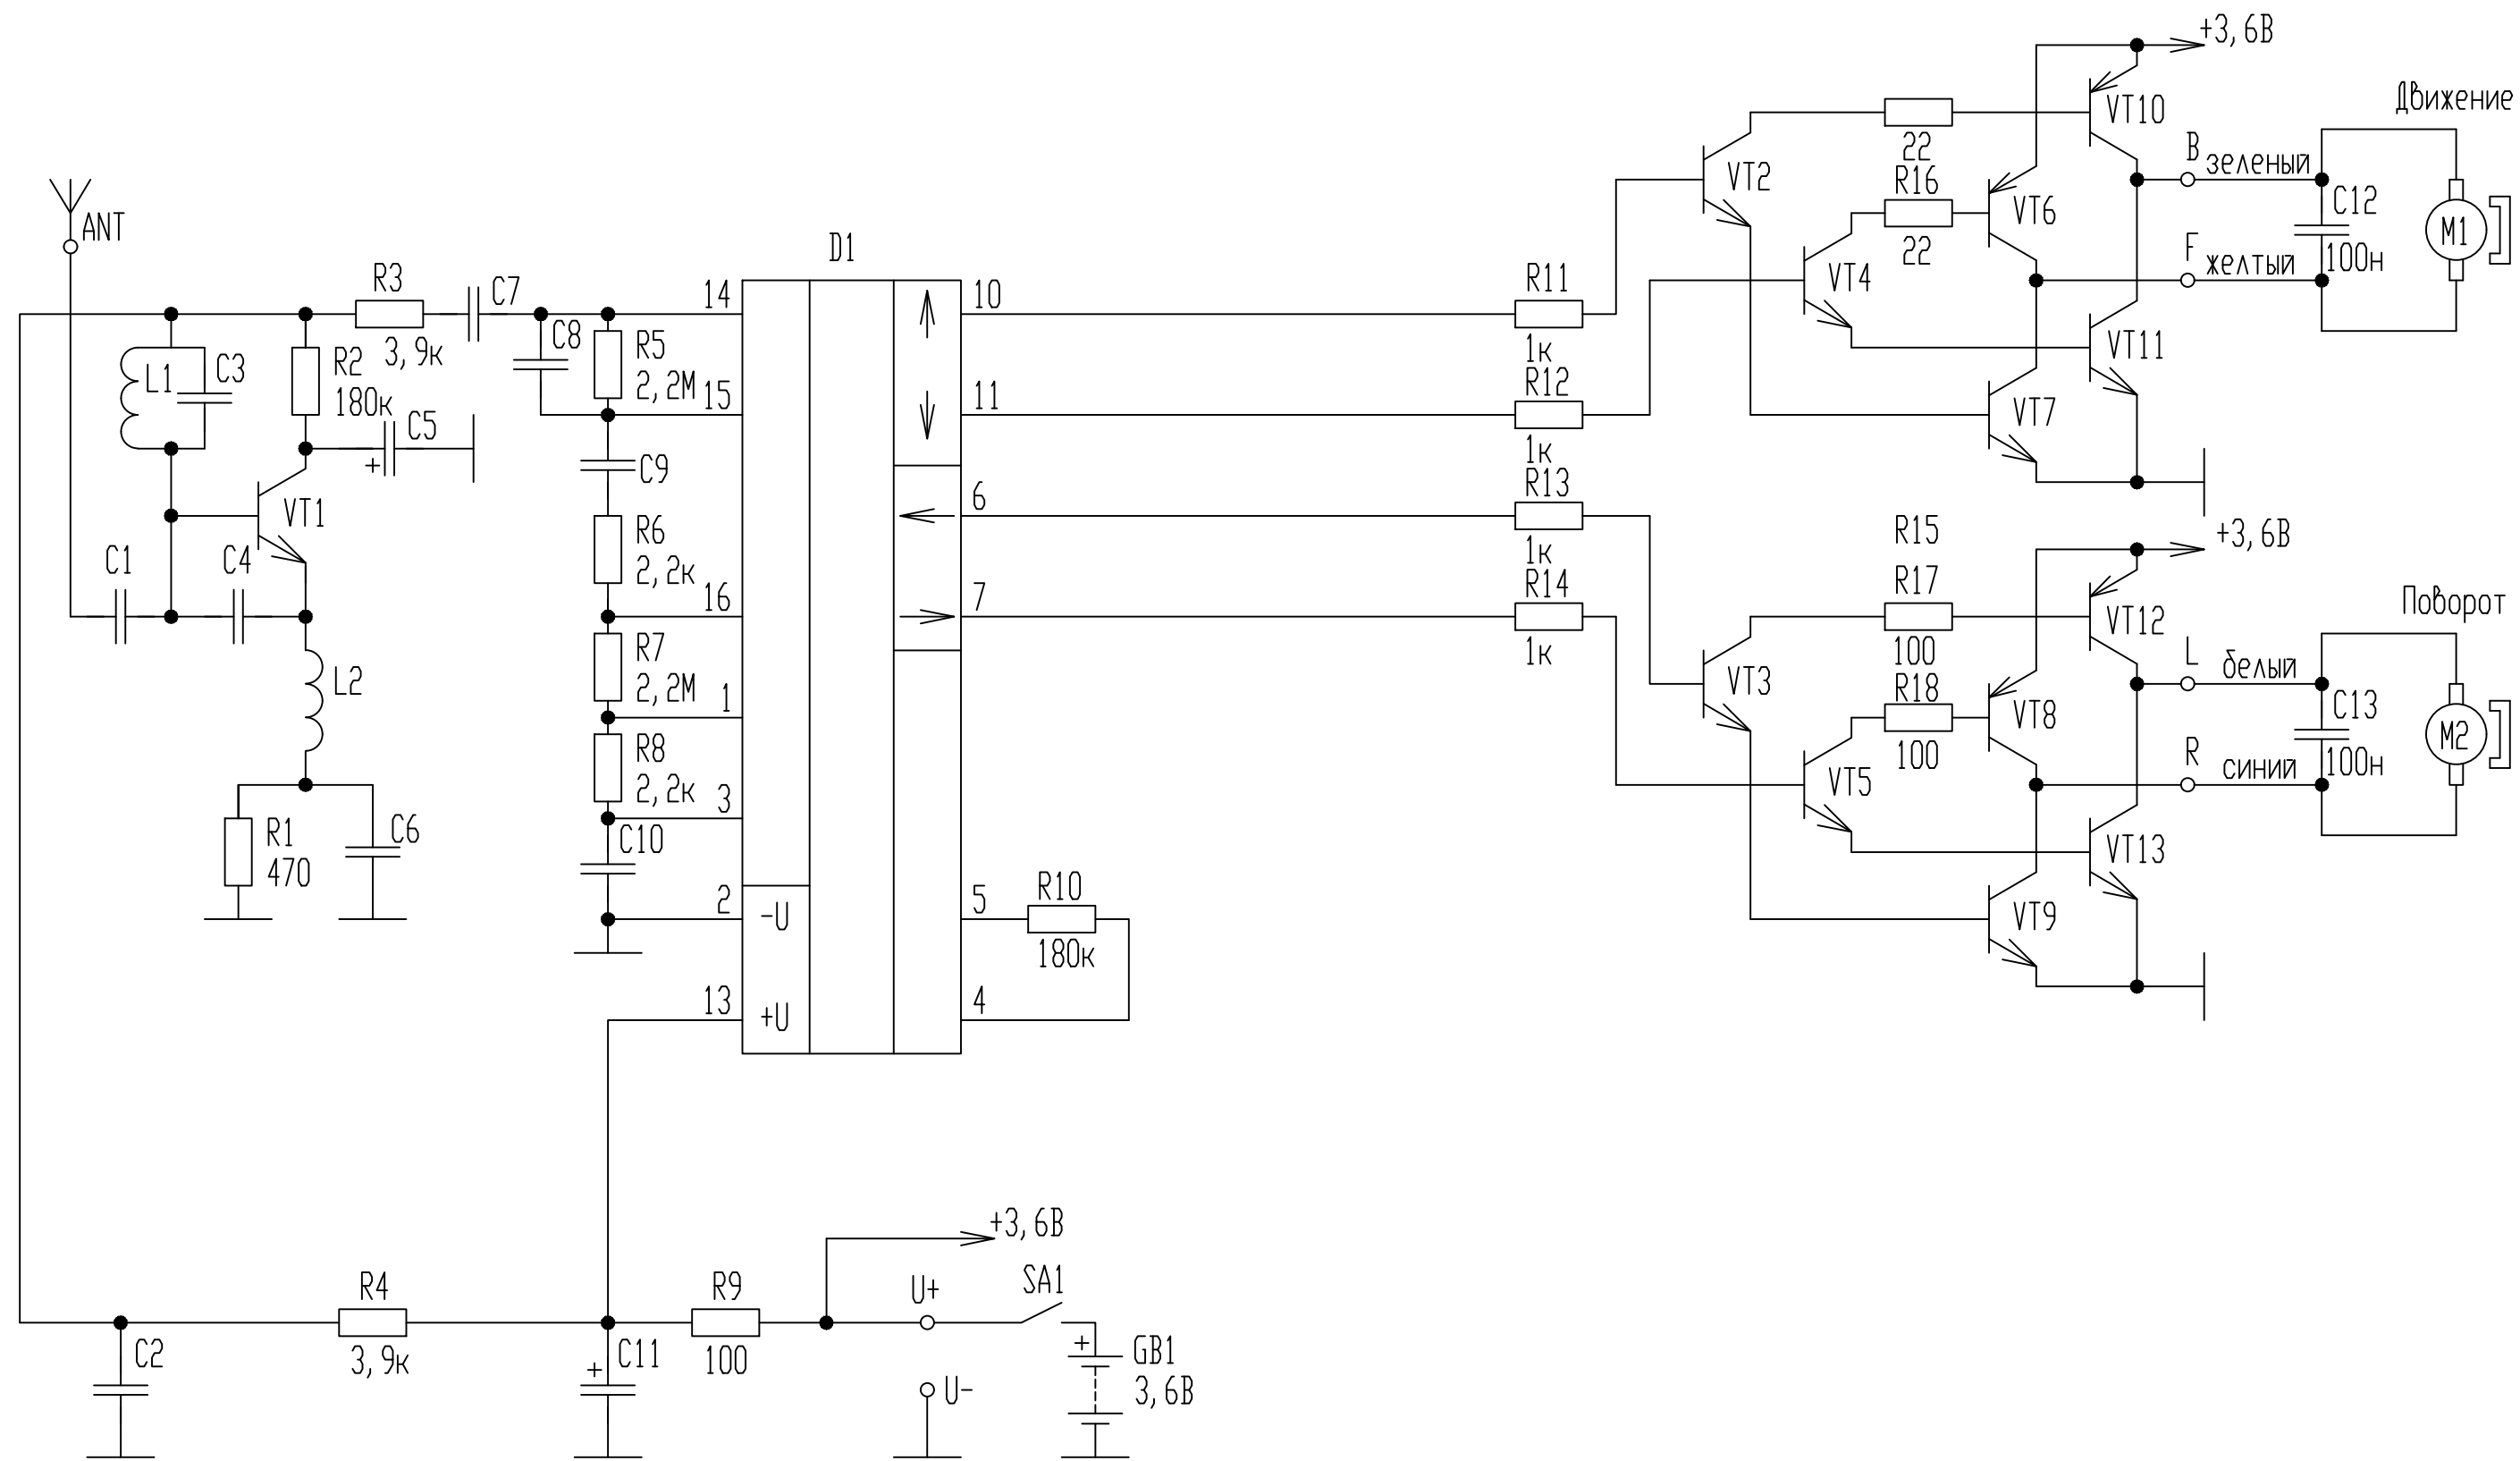 ANT
C1
L1
C3
R2
180к
R3
3,9к
C7
C8
C5
+
VT1
C4
L2
R1
470
C6
R5
2,2М
C9
R6
2,2к
R7
2,2М
R8
2,2к
C10
D1
14
15
16
1
3
2
-U
13
+U
10
11
6
7
5
4
R10
180к
R4
3,9к
C2
+
C11
R9
100
+3,6В
U+
U-
SA1
+
GB1
3,6В
R11
1к
R12
1к
R13
1к
R14
1к
VT2
VT4
22
R16
22
VT6
VT10
+3,6В
VT11
VT7
B зеленый
F желтый
C12
100н
Движение
M1
R15
R17
100
R18
100
VT3
VT5
VT8
VT12
+3,6В
VT13
VT9
L белый
R синий
C13
100н
Поворот
M2